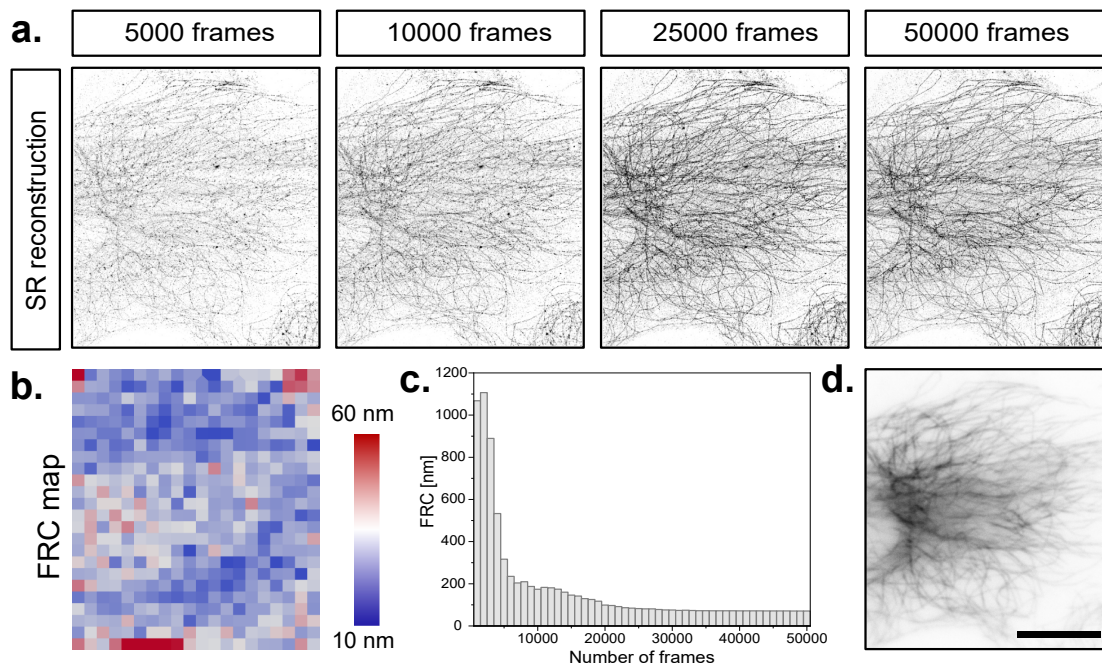 a.
5000 frames
10000 frames
25000 frames
50000 frames
SR reconstruction
b.
FRC map
60 nm
10 nm
c.
FRC [nm]
1200
1000
800
600
400
200
0
10000
20000
30000
40000
50000
Number of frames
d.